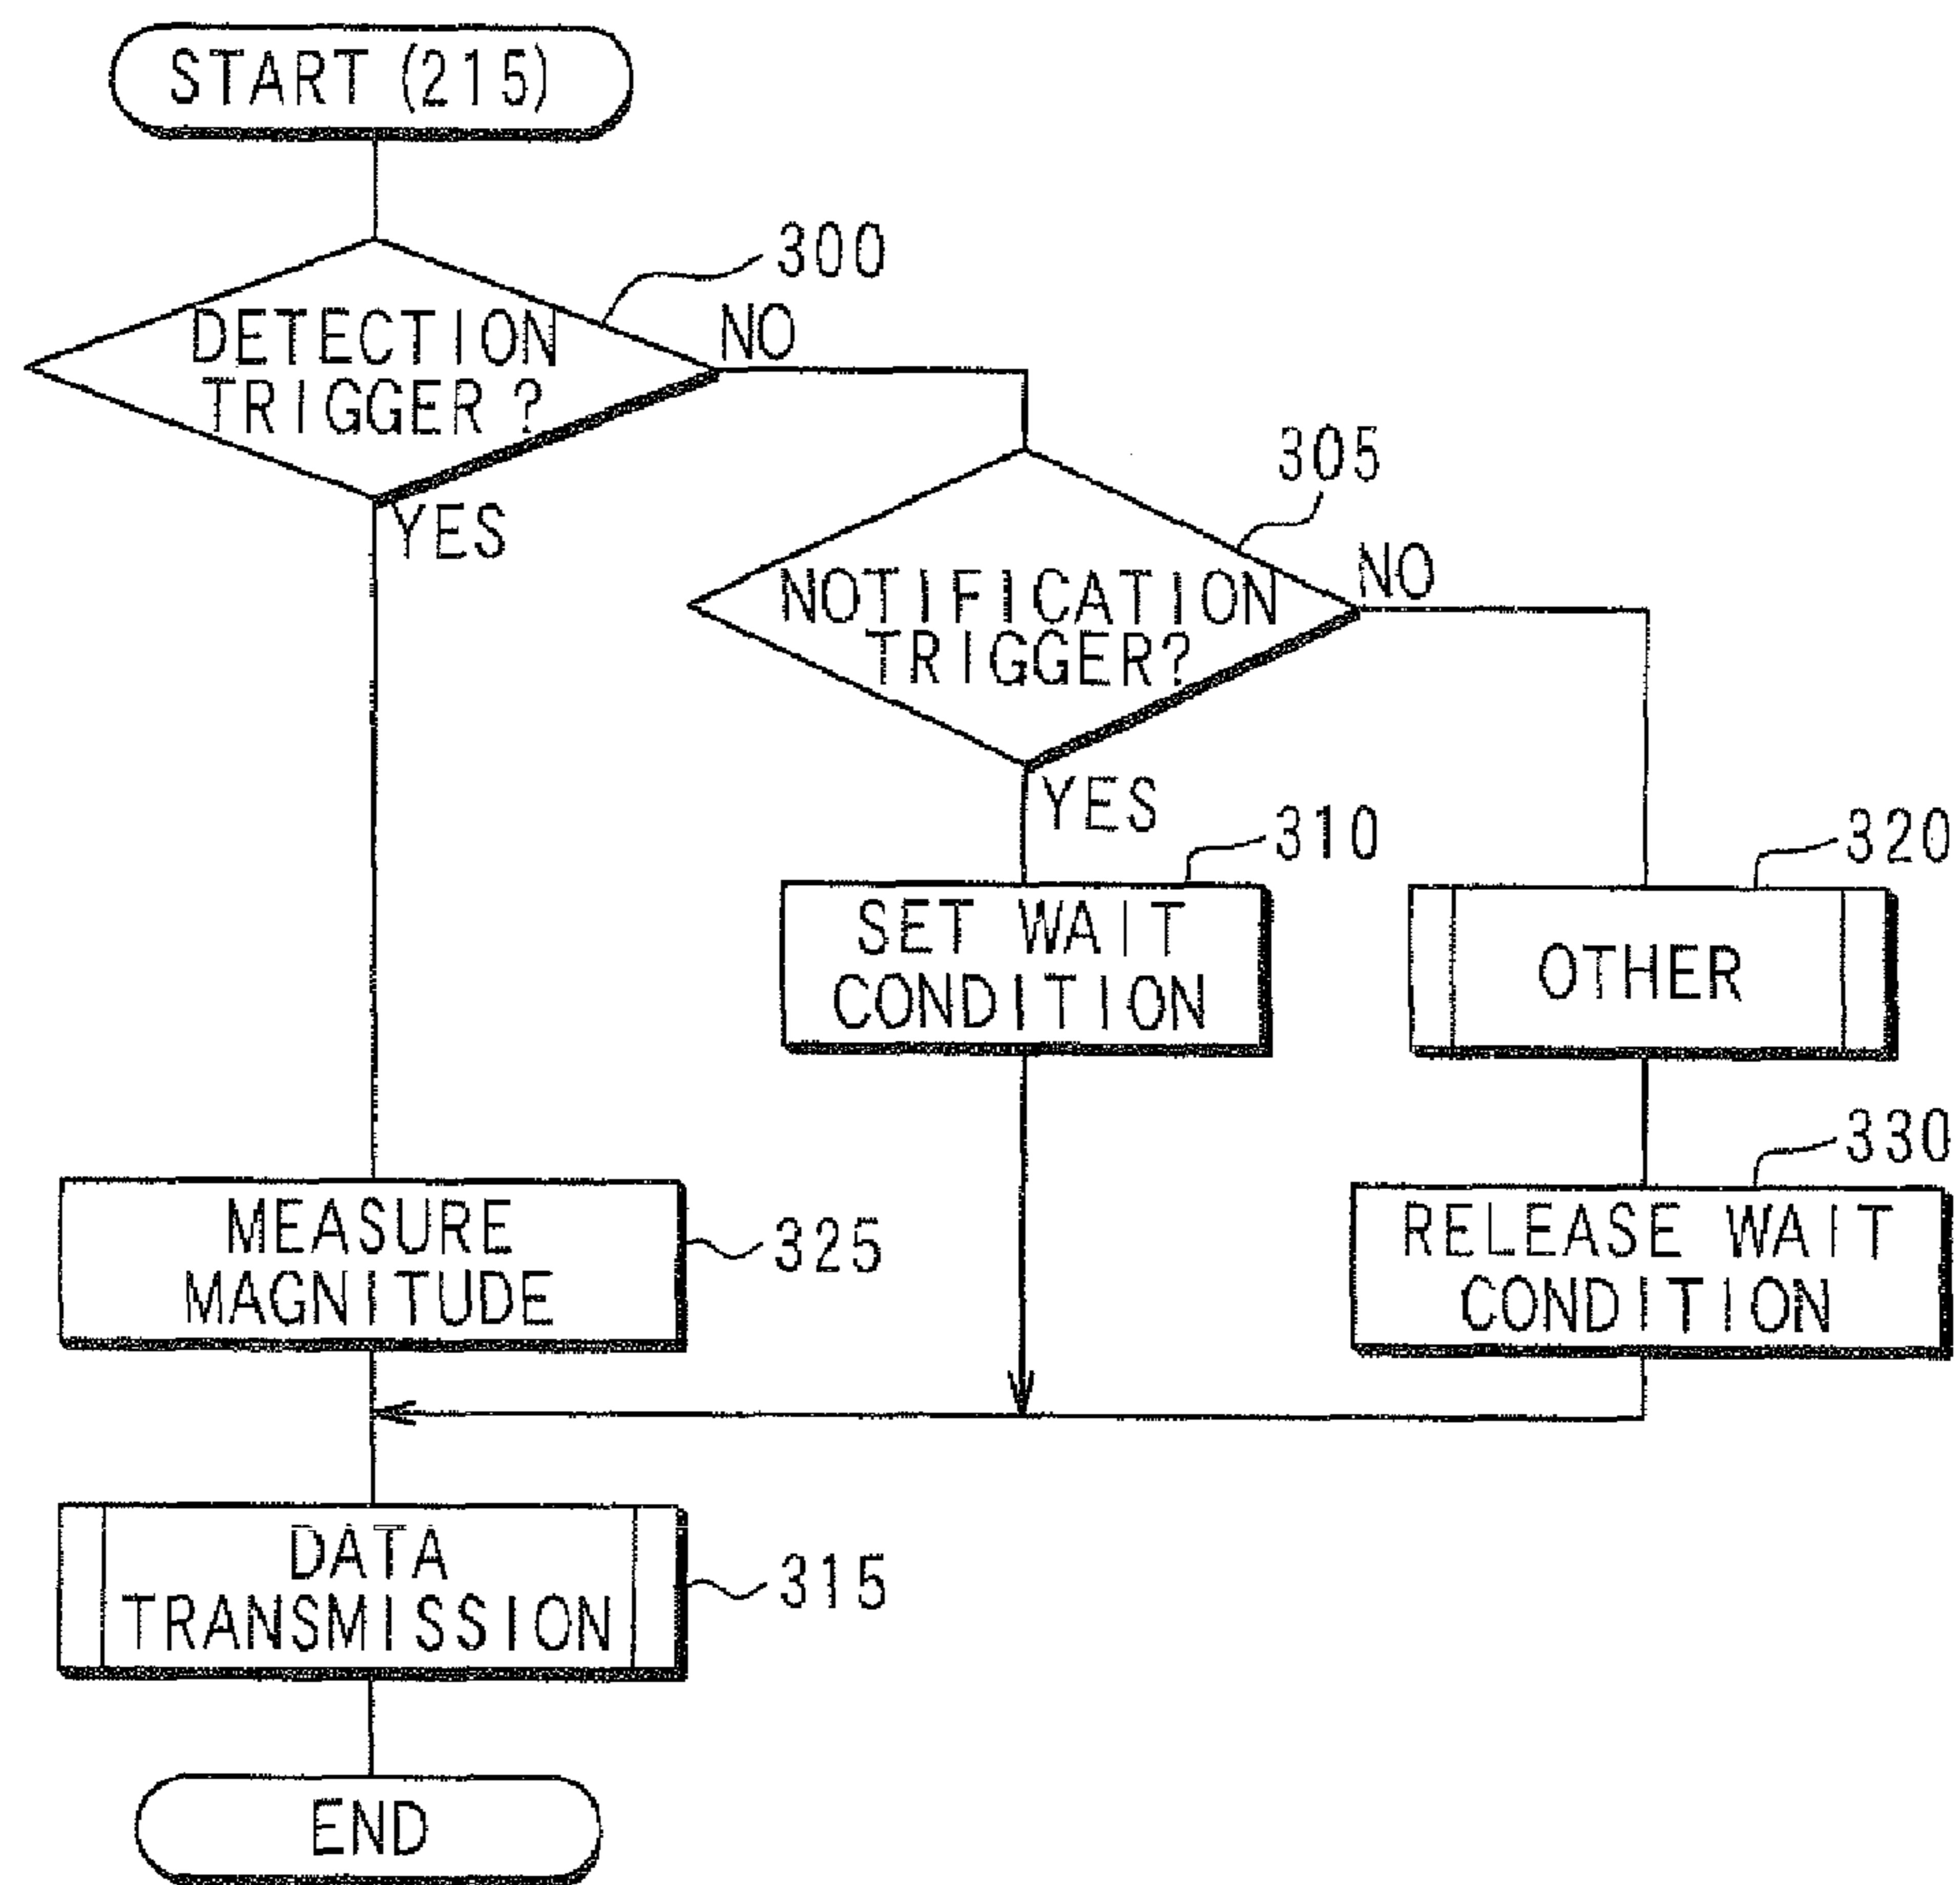 START (215)
300
DETECTION
TRIGGER?
NO
YES
305
NOTIFICATION
TRIGGER?
NO
YES
310
SET WAIT
CONDITION
320
OTHER
330
RELEASE WAIT
CONDITION
MEASURE
MAGNITUDE
325
DATA
TRANSMISSION
315
END